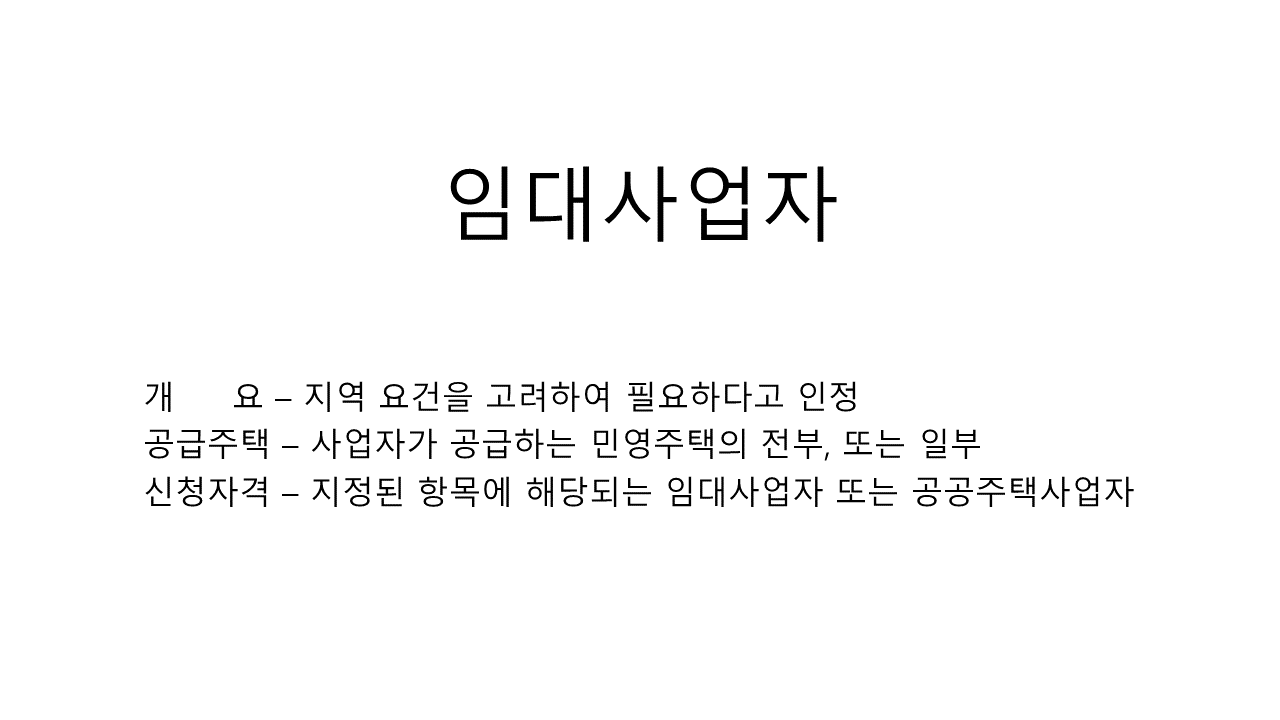 임대사업자
개 요 – 지역 요건을 고려하여 필요하다고 인정
공급주택 – 사업자가 공급하는 민영주택의 전부, 또는 일부
신청자격 – 지정된 항목에 해당되는 임대사업자 또는 공공주택사업자